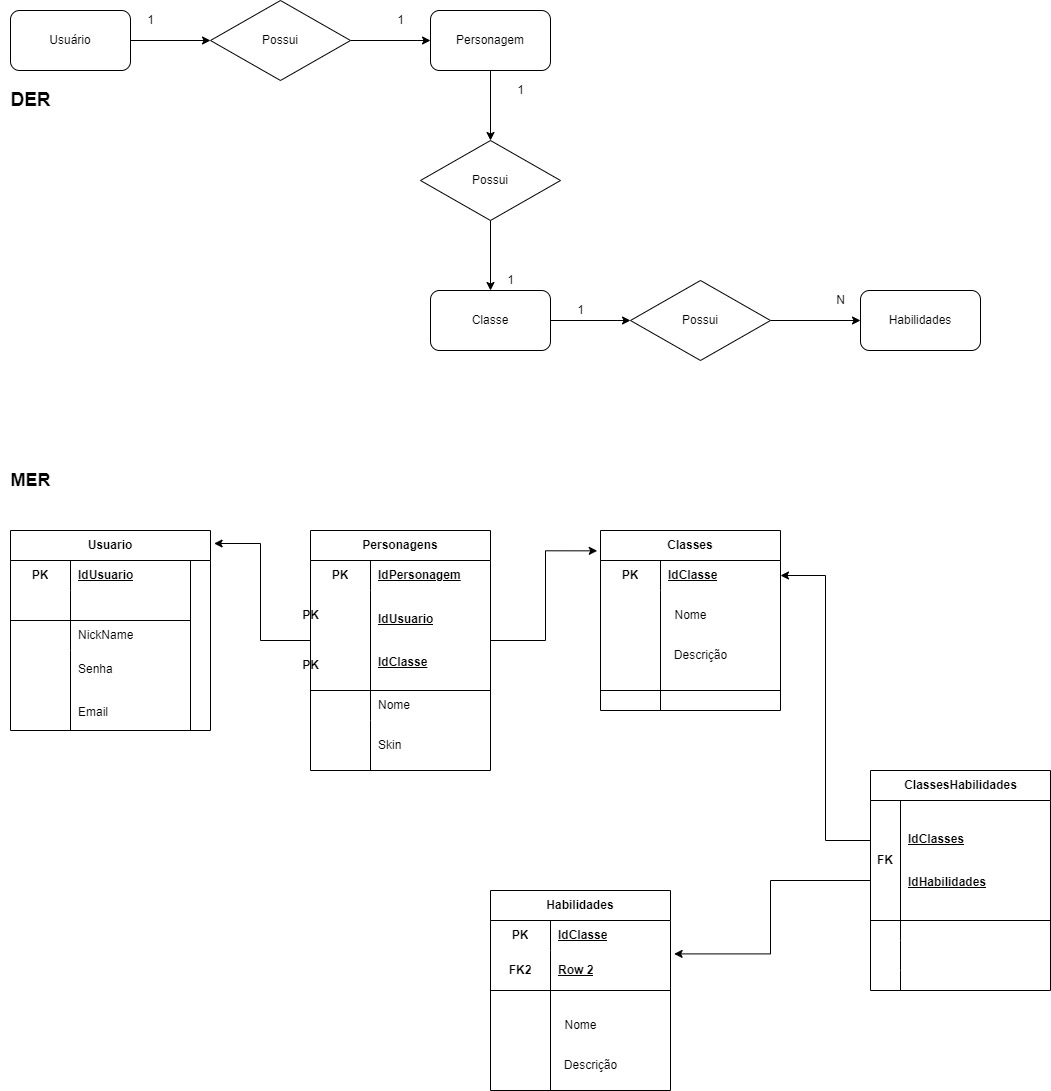 Usuário
1
Possui
1
Personagem
DER
1
Possui
1
Classe
1
Possui
N
Habilidades
MER
Usuario
PK IdUsuario
NickName
Senha
Email
Personagens
PK IdPersonagem
PK IdUsuario
PK IdClasse
Nome
Skin
Classes
PK IdClasse
Nome
Descrição
ClassesHabilidades
IdClasses
FK
IdHabilidades
Habilidades
PK IdClasse
FK2 Row 2
Nome
Descrição